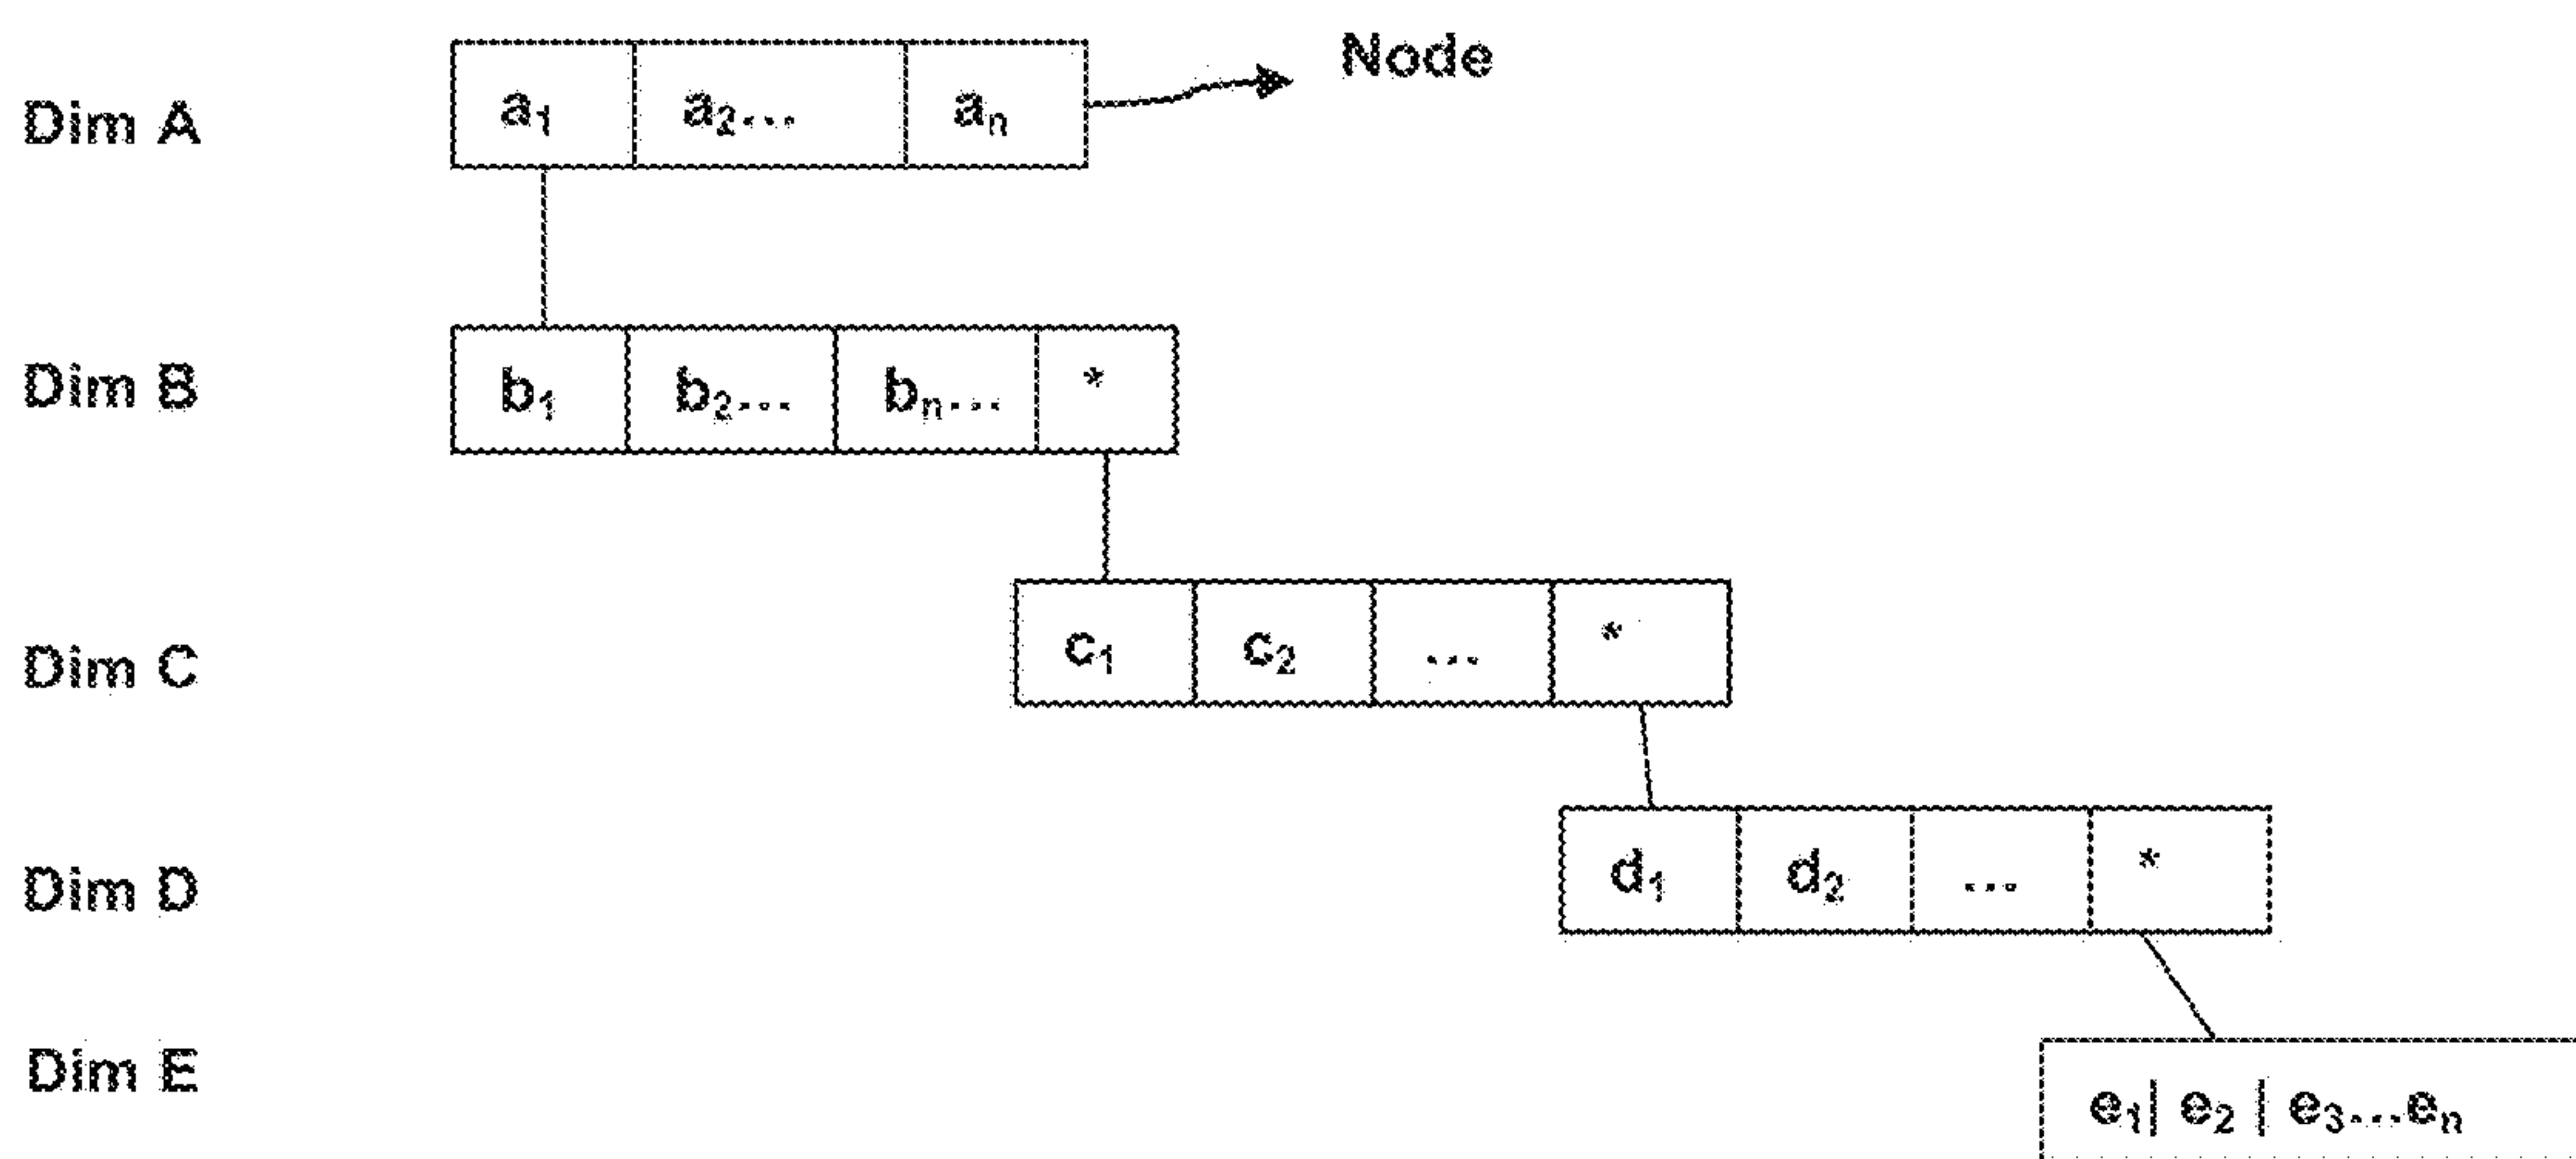 Node
Dim A a₁ a₂... aₙ
Dim B b₁ b₂... bₙ... *
Dim C c₁ c₂ ... *
Dim D d₁ d₂ ... *
Dim E e₁| e₂ | e₃...eₙ